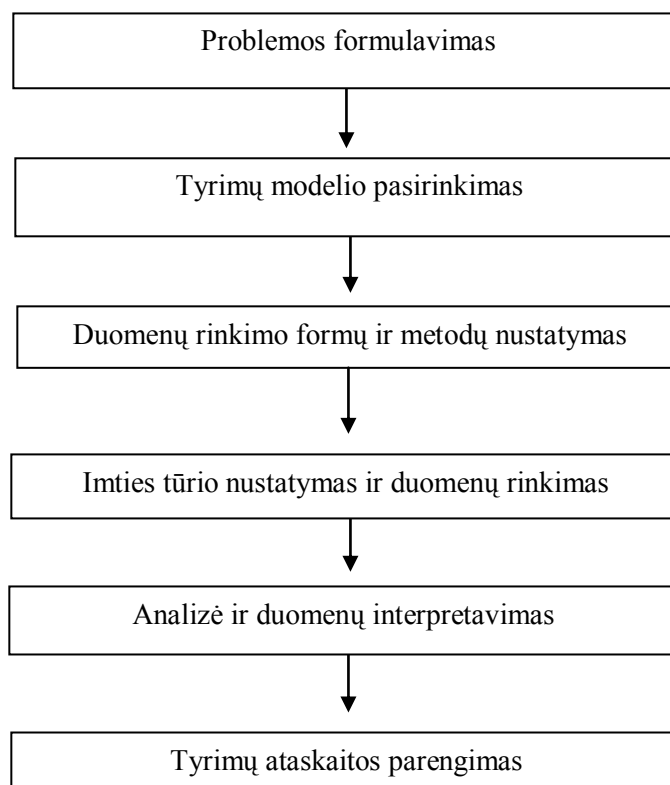 Problemos formulavimas
Tyrimų modelio pasirinkimas
Duomenų rinkimo formų ir metodų nustatymas
Imties tūrio nustatymas ir duomenų rinkimas
Analizė ir duomenų interpretavimas
Tyrimų ataskaitos parengimas